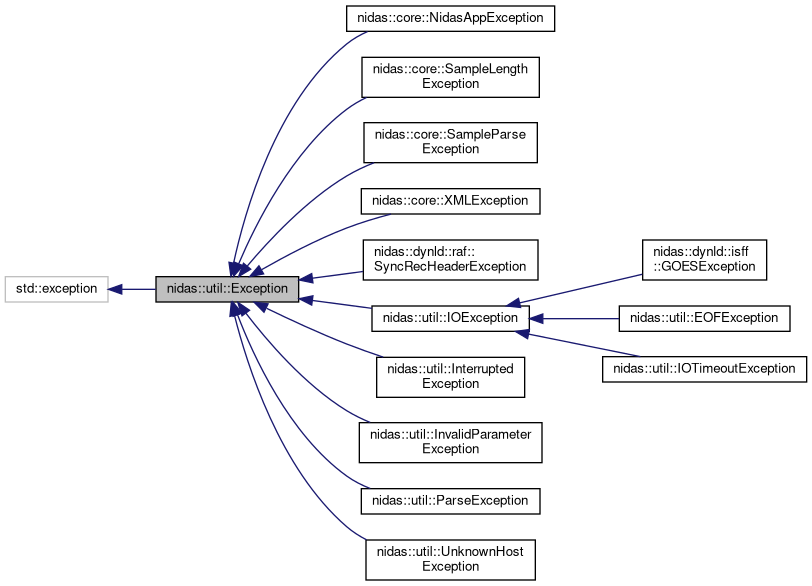 nidas::core::NidasAppException
nidas::core::SampleLength
Exception
nidas::core::SampleParse
Exception
nidas::core::XMLException
nidas::dynld::raf::
SyncRecHeaderException
nidas::dynld::isff
::GOESException
std::exception
nidas::util::Exception
nidas::util::IOException
nidas::util::EOFException
nidas::util::IOTimeoutException
nidas::util::Interrupted
Exception
nidas::util::InvalidParameter
Exception
nidas::util::ParseException
nidas::util::UnknownHost
Exception